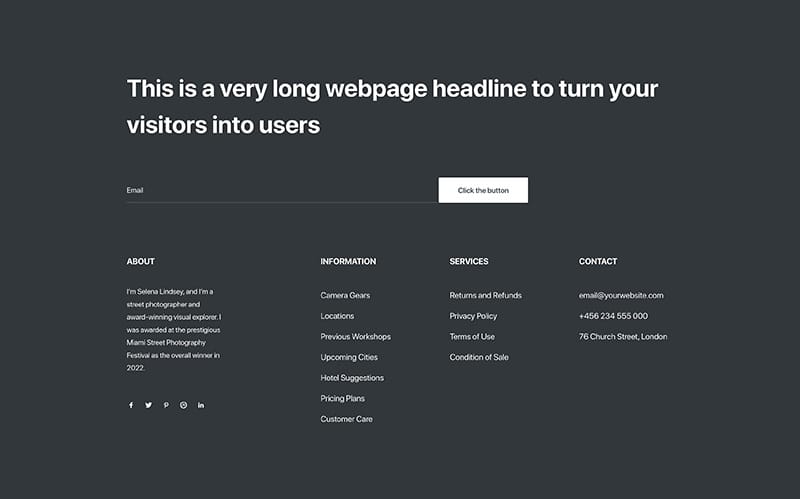 This is a very long webpage headline to turn your
visitors into users
Email
Click the button
ABOUT
I'm Selena Lindsey, and I'm a
street photographer and
award-winning visual explorer. I
was awarded at the prestigious
Miami Street Photography
Festival as the overall winner in
2022.
INFORMATION
Camera Gears
Locations
Previous Workshops
Upcoming Cities
Hotel Suggestions
Pricing Plans
Customer Care
SERVICES
Returns and Refunds
Privacy Policy
Terms of Use
Condition of Sale
CONTACT
email@yourwebsite.com
+456 234 555 000
76 Church Street, London